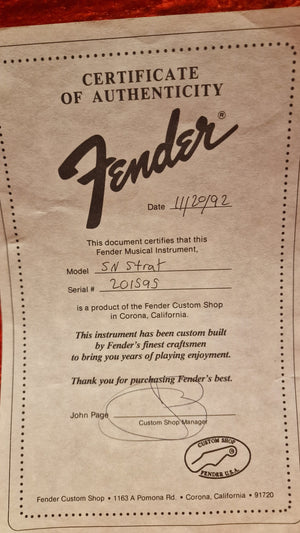 CERTIFICATE
OF AUTHENTICITY
Fender®
Date 11/20/92
This document certifies that this
Fender Musical Instrument,
Model SN Strat
Serial # 201595
is a product of the Fender Custom Shop
in Corona, California.
This instrument has been custom built
by Fender's finest craftsmen
to bring you years of playing enjoyment.
Thank you for purchasing Fender's best.
John Page
Custom Shop Manager
CUSTOM SHOP
FENDER U.S.A.
Fender Custom Shop • 1163 A Pomona Rd. • Corona, California • 91720